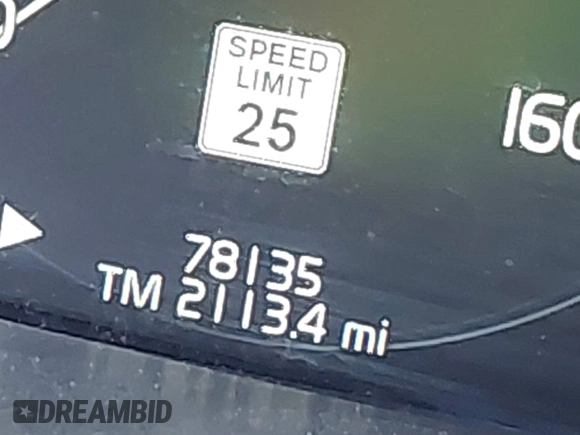 SPEED
LIMIT
25
160
78135
TM 2113.4 mi
DREAMBID